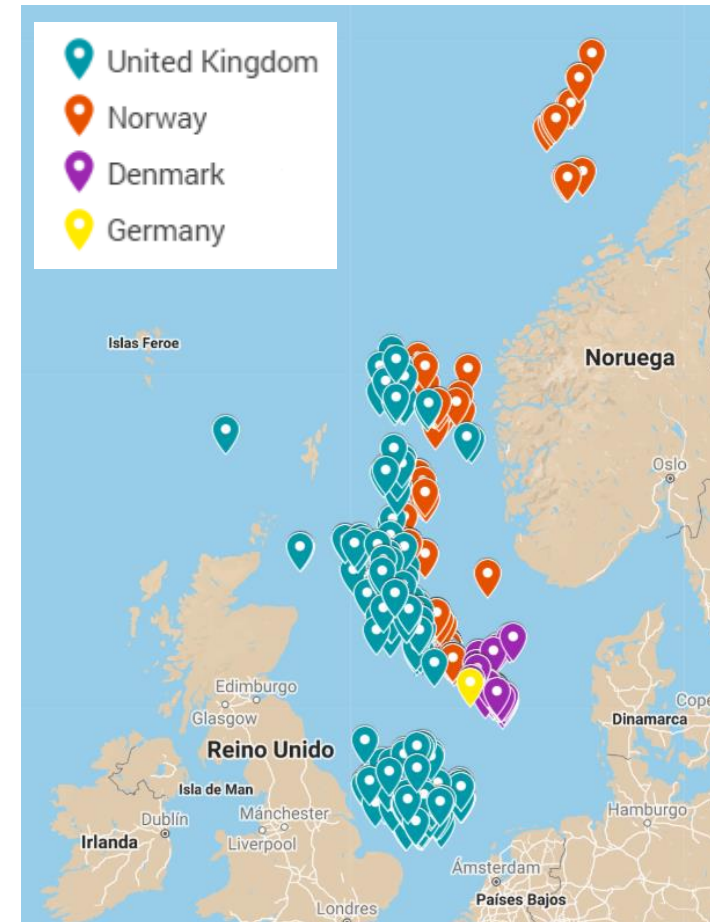 United Kingdom
Norway
Denmark
Germany
Islas Feroe
Noruega
Oslo
Edimburgo
Glasgow
Dinamarca
Reino Unido
Isla de Man
Dublín
Mánchester
Hamburgo
Irlanda
Liverpool
Ámsterdam
Países Bajos
Londres